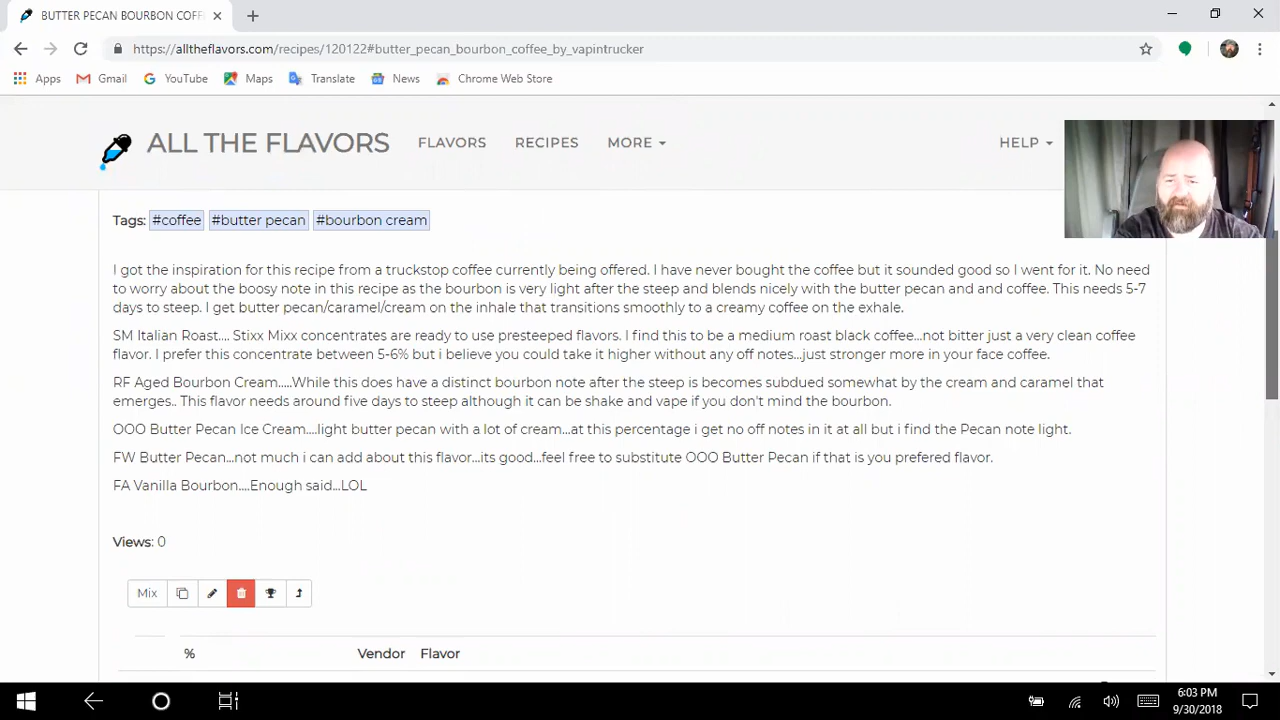 BUTTER PECAN BOURBON COFF
https://alltheflavors.com/recipes/120122#butter_pecan_bourbon_coffee_by_vapintrucker
Apps Gmail YouTube Maps Translate News Chrome Web Store
ALL THE FLAVORS FLAVORS RECIPES MORE HELP
Tags: #coffee #butter pecan #bourbon cream
I got the inspiration for this recipe from a truckstop coffee currently being offered. I have never bought the coffee but it sounded good so I went for it. No need
to worry about the boosy note in this recipe as the bourbon is very light after the steep and blends nicely with the butter pecan and and coffee. This needs 5-7
days to steep. I get butter pecan/caramel/cream on the inhale that transitions smoothly to a creamy coffee on the exhale.
SM Italian Roast.... Stixx Mixx concentrates are ready to use presteeped flavors. I find this to be a medium roast black coffee...not bitter just a very clean coffee
flavor. I prefer this concentrate between 5-6% but i believe you could take it higher without any off notes...just stronger more in your face coffee.
RF Aged Bourbon Cream.....While this does have a distinct bourbon note after the steep is becomes subdued somewhat by the cream and caramel that
emerges.. This flavor needs around five days to steep although it can be shake and vape if you don't mind the bourbon.
OOO Butter Pecan Ice Cream....light butter pecan with a lot of cream...at this percentage i get no off notes in it at all but i find the Pecan note light.
FW Butter Pecan...not much i can add about this flavor...its good...feel free to substitute OOO Butter Pecan if that is you prefered flavor.
FA Vanilla Bourbon....Enough said...LOL
Views: 0
Mix
% Vendor Flavor
6:03 PM
9/30/2018